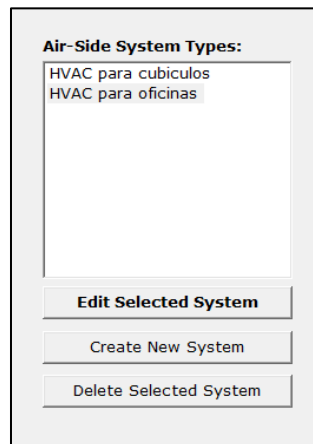 Air-Side System Types:
HVAC para cubiculos
HVAC para oficinas
Edit Selected System
Create New System
Delete Selected System